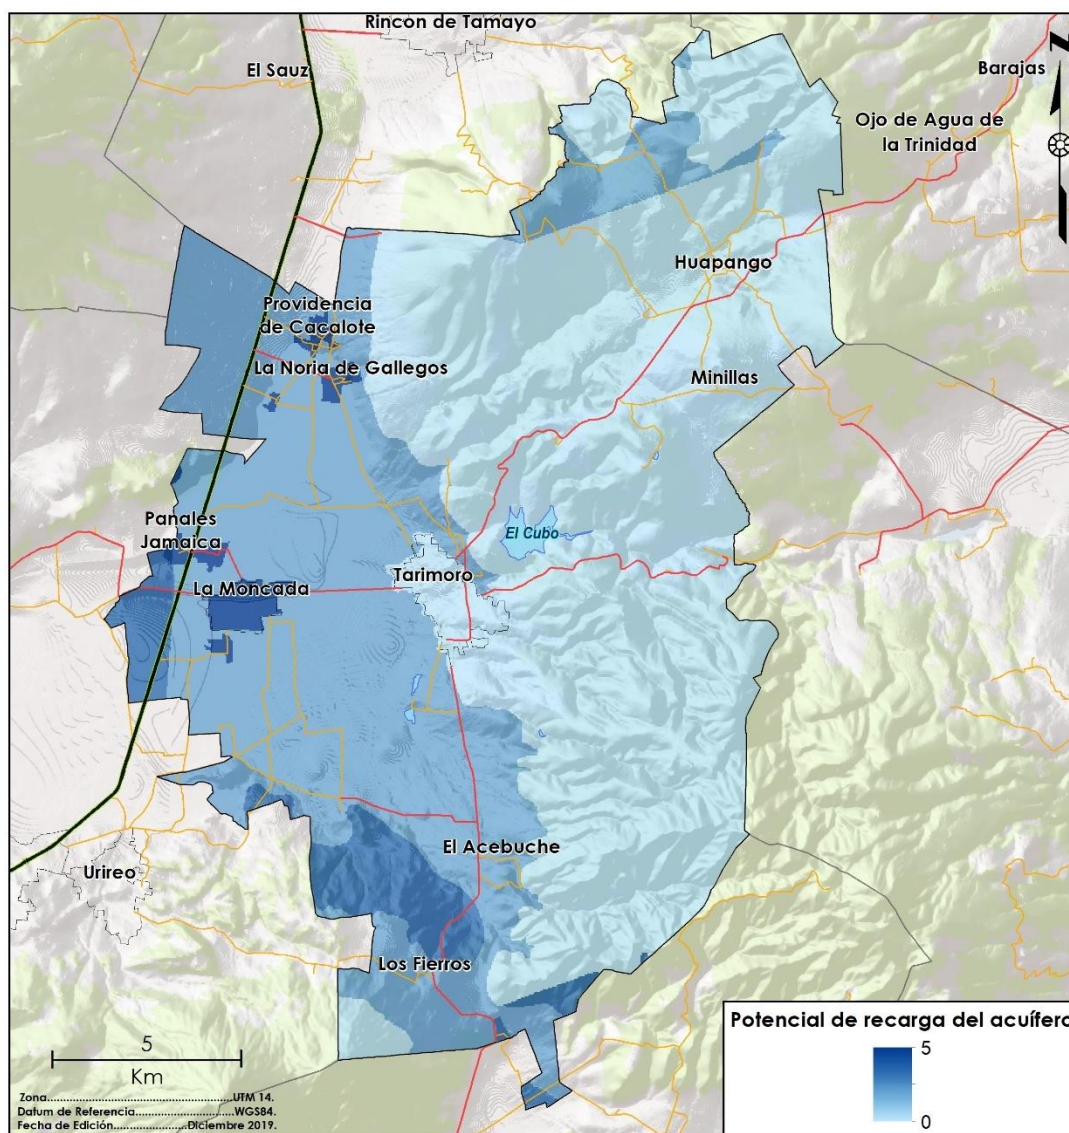 Rincón de Tamayo
El Sauz
Barajas
Ojo de Agua de
la Trinidad
Huapango
Providencia
de Cacalote
La Noria de Gallegos
Minillas
Panales
Jamaica
El Cubo
Tarimoro
La Moncada
El Acebuche
Urireo
Los Fierros
Potencial de recarga del acuífero
5
0
5
Km
Zona...............................................UTM 14.
Datum de Referencia....................WGS84.
Fecha de Edición.....................Diciembre 2019.